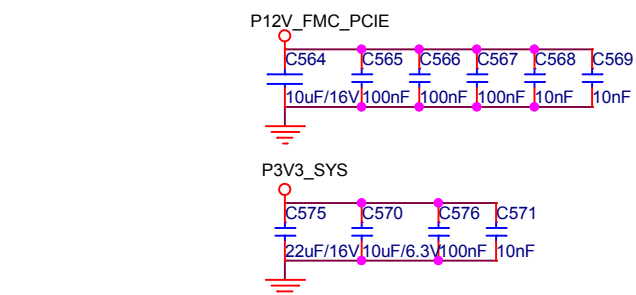 P12V_FMC_PCIE
C564 C565 C566 C567 C568 C569
10uF/16V 100nF 100nF 100nF 10nF 10nF
P3V3_SYS
C575 C570 C576 C571
22uF/16V 10uF/6.3V 100nF 10nF